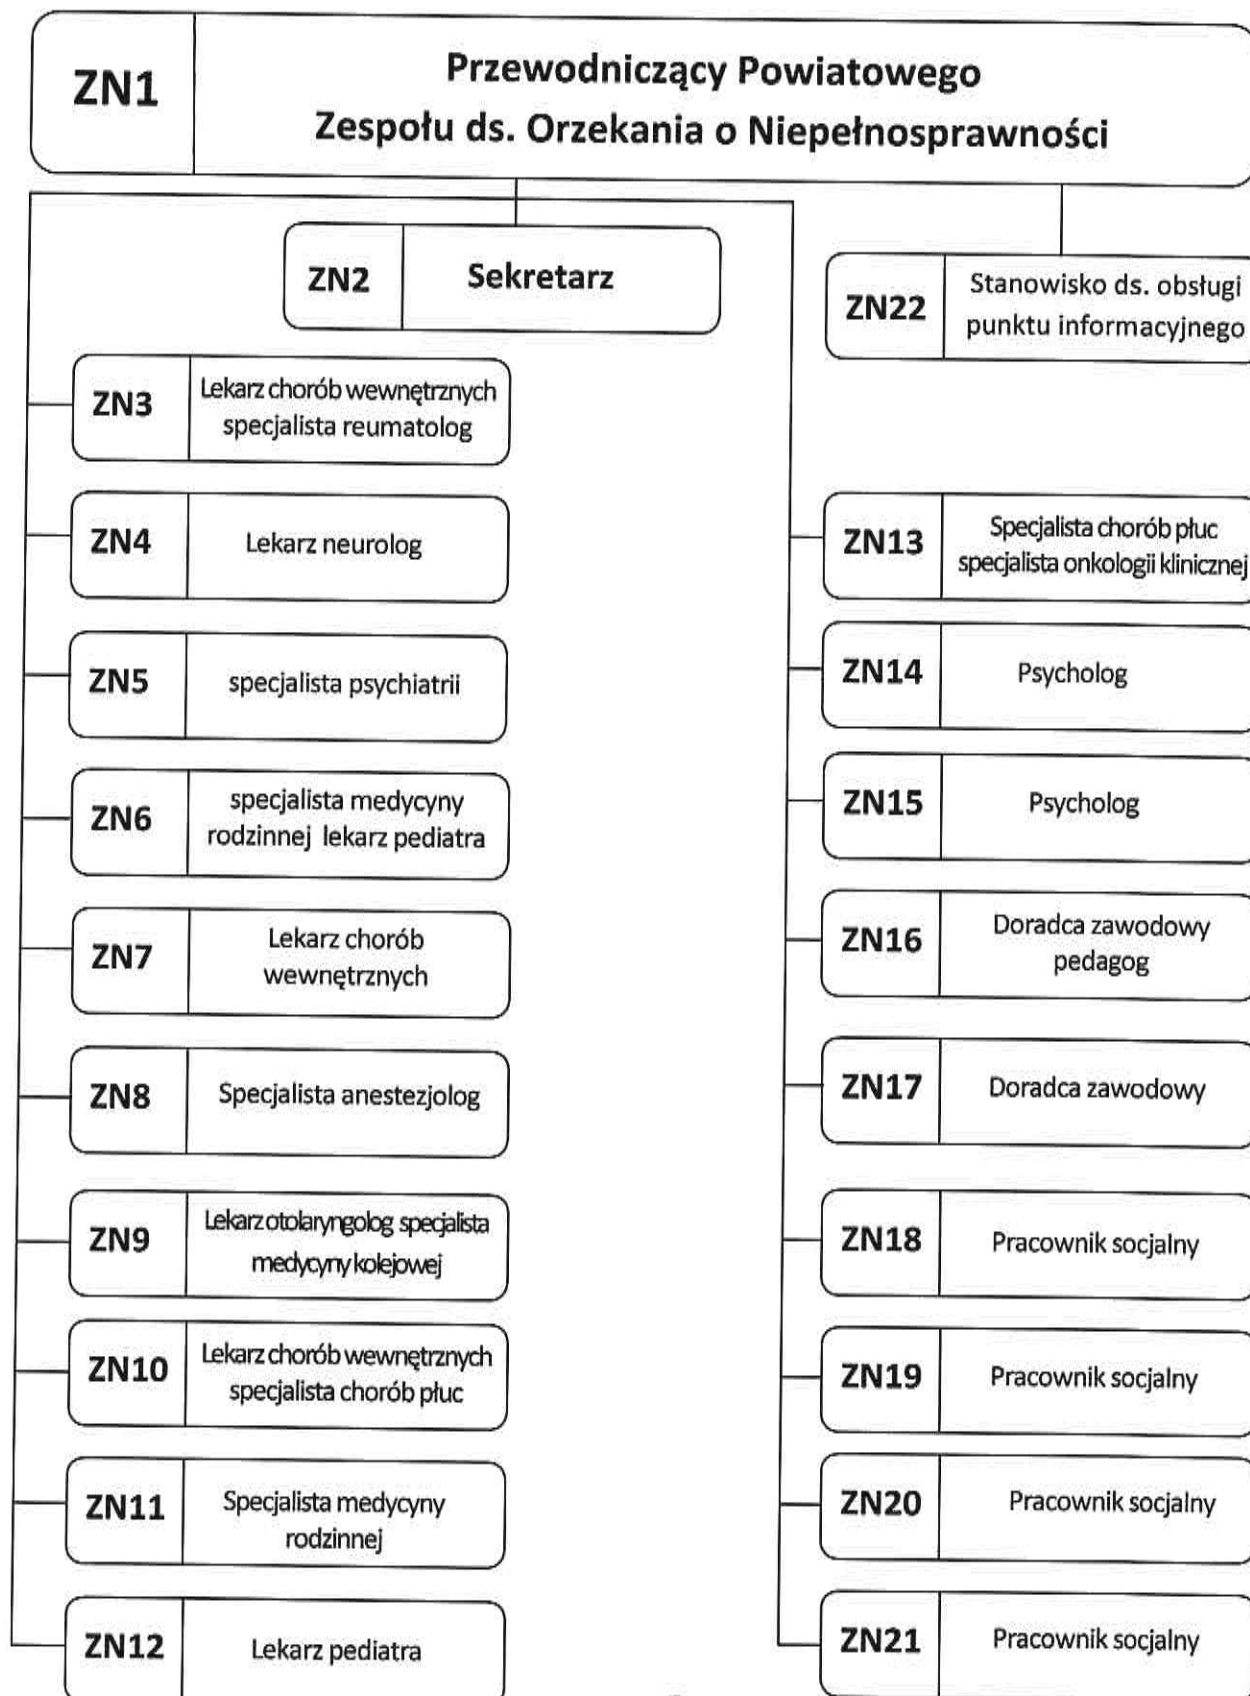 ZN1
Przewodniczący Powiatowego
Zespołu ds. Orzekania o Niepełnosprawności
ZN2
Sekretarz
ZN22
Stanowisko ds. obsługi
punktu informacyjnego
ZN3
Lekarz chorób wewnętrznych
specjalista reumatolog
ZN4
Lekarz neurolog
ZN5
specjalista psychiatrii
ZN6
specjalista medycyny
rodzinnej lekarz pediatra
ZN7
Lekarz chorób
wewnętrznych
ZN8
Specjalista anestezjolog
ZN9
Lekarz otolaryngolog specjalista
medycyny kolejowej
ZN10
Lekarz chorób wewnętrznych
specjalista chorób płuc
ZN11
Specjalista medycyny
rodzinnej
ZN12
Lekarz pediatra
ZN13
Specjalista chorób płuc
specjalista onkologii klinicznej
ZN14
Psycholog
ZN15
Psycholog
ZN16
Doradca zawodowy
pedagog
ZN17
Doradca zawodowy
ZN18
Pracownik socjalny
ZN19
Pracownik socjalny
ZN20
Pracownik socjalny
ZN21
Pracownik socjalny